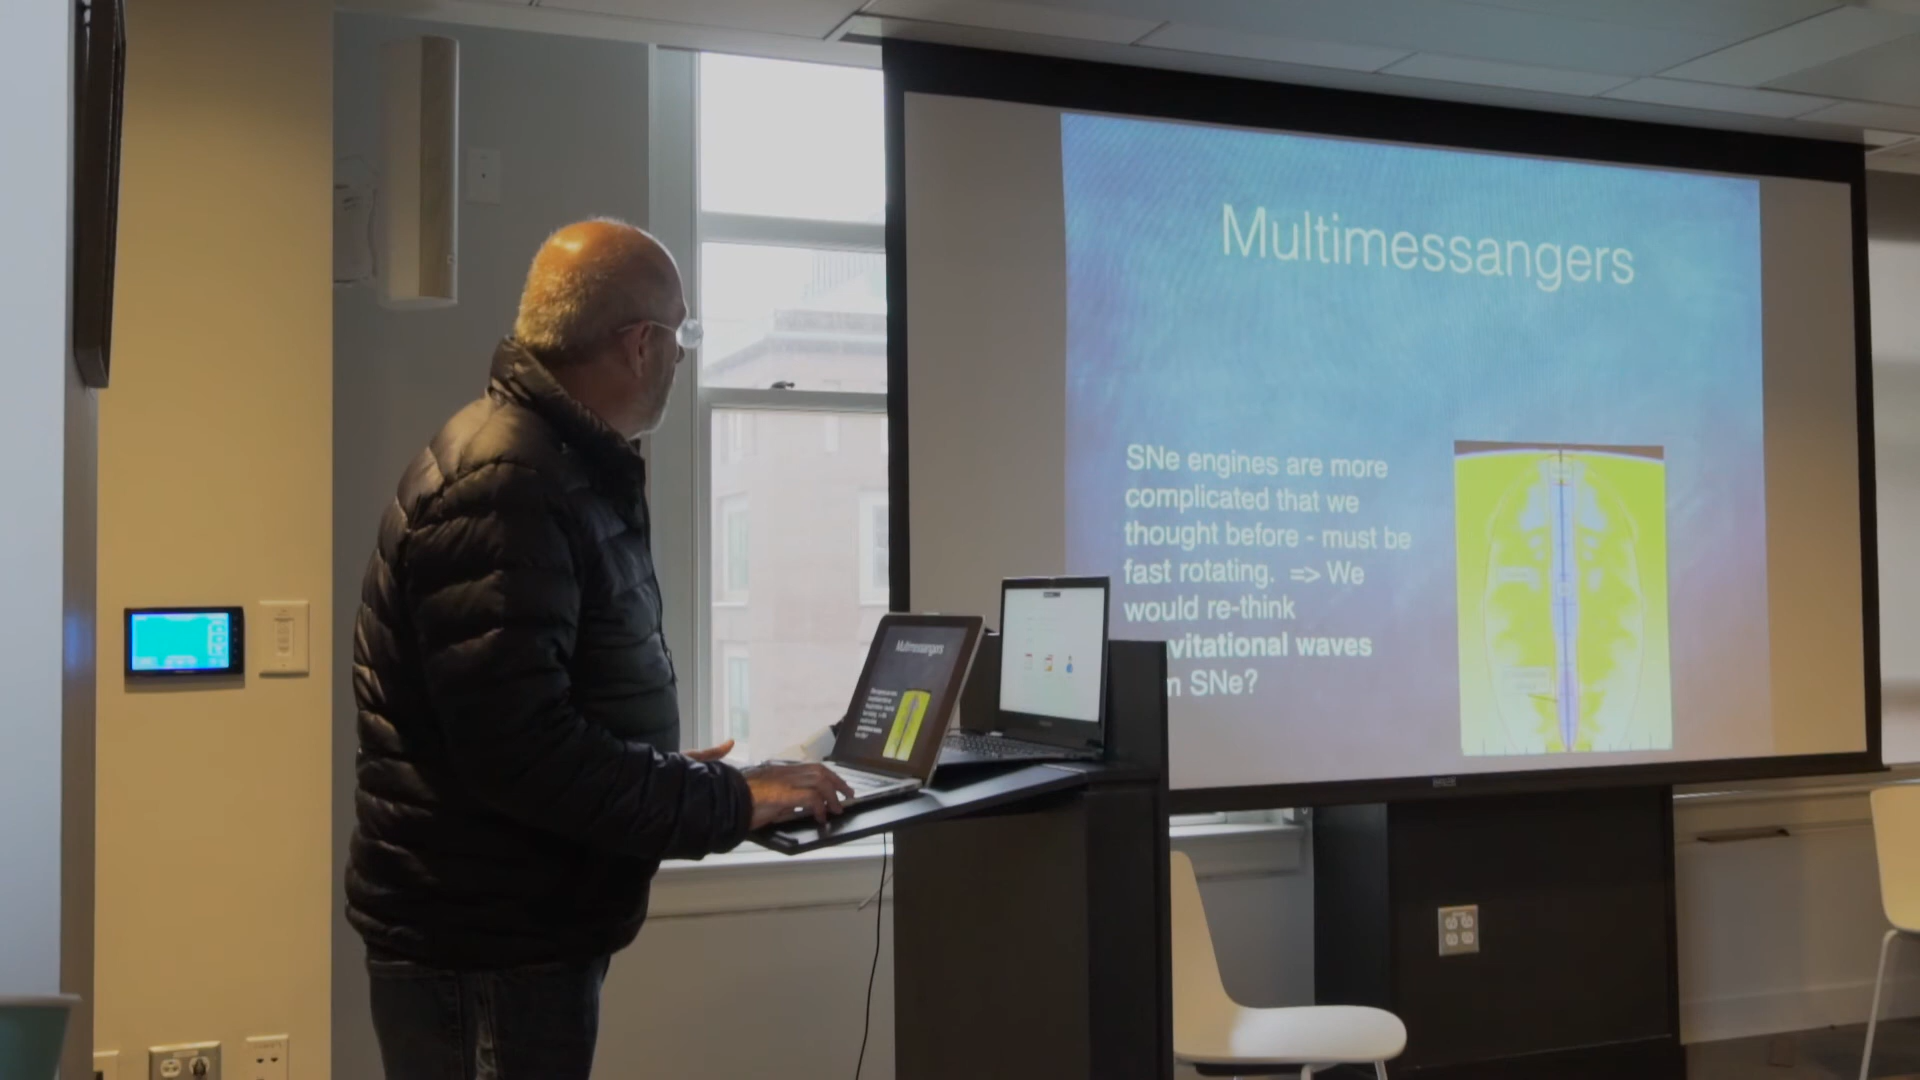 Multimessangers
SNe engines are more
complicated that we
thought before - must be
fast rotating. => We
would re-think
vitational waves
m SNe?
Multimessangers